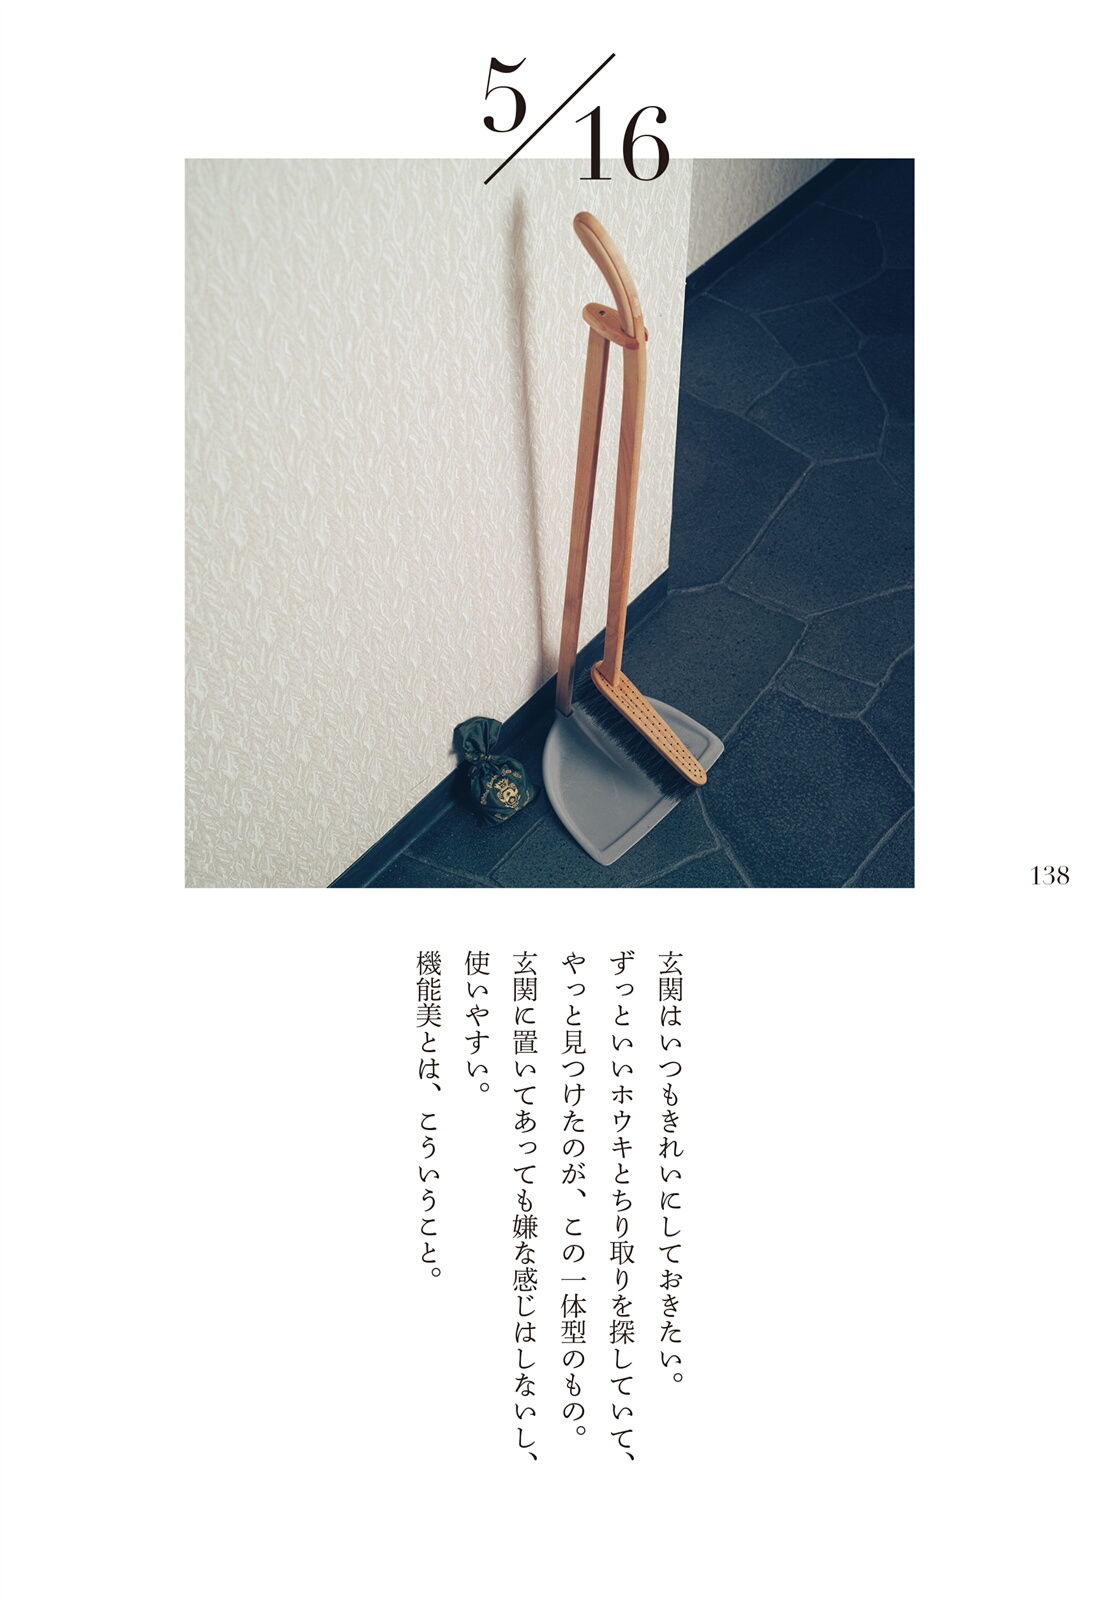 5/16
玄関はいつもきれいにしておきたい。
ずっといいホウキとちり取りを探していて、
やっと見つけたのが、この一体型のもの。
玄関に置いてあっても嫌な感じはしないし、
使いやすい。
機能美とは、こういうこと。
138